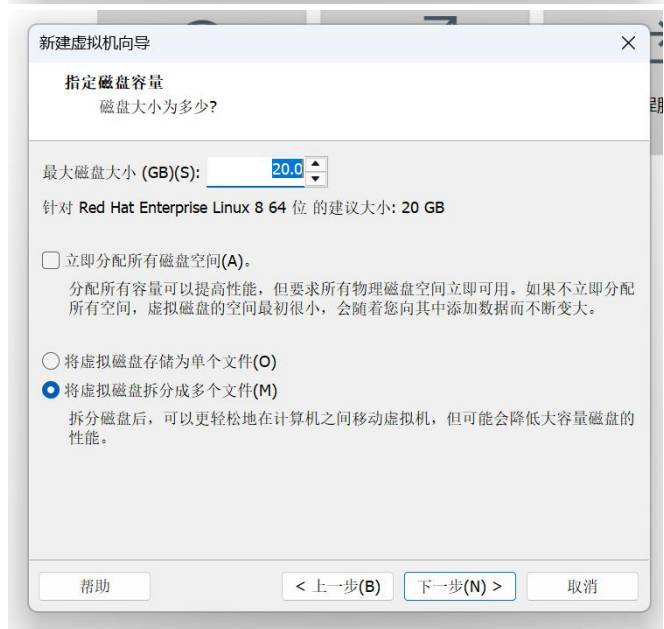 新建虚拟机向导
指定磁盘容量
磁盘大小为多少?
最大磁盘大小 (GB)(S): 20.0
针对 Red Hat Enterprise Linux 8 64 位 的建议大小: 20 GB
立即分配所有磁盘空间(A)。
分配所有容量可以提高性能，但要求所有物理磁盘空间立即可用。如果不立即分配
所有空间，虚拟磁盘的空间最初很小，会随着您向其中添加数据而不断变大。
将虚拟磁盘存储为单个文件(O)
将虚拟磁盘拆分成多个文件(M)
拆分磁盘后，可以更轻松地在计算机之间移动虚拟机，但可能会降低大容量磁盘的
性能。
帮助 < 上一步(B) 下一步(N) > 取消